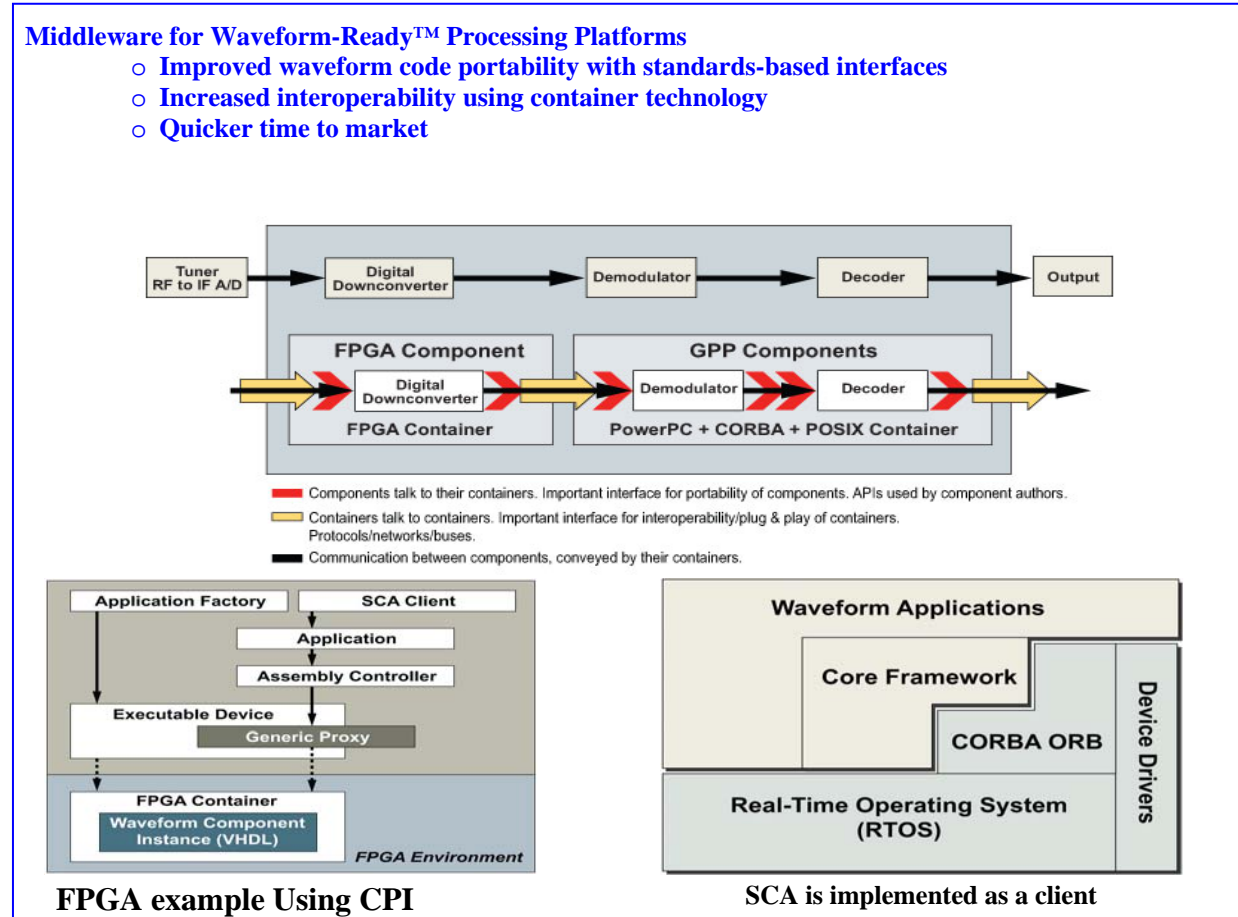 Middleware for Waveform-Ready™ Processing Platforms
o Improved waveform code portability with standards-based interfaces
o Increased interoperability using container technology
o Quicker time to market
Tuner
RF to IF A/D
Digital
Downconverter
Demodulator
Decoder
Output
FPGA Component
Digital
Downconverter
FPGA Container
GPP Components
Demodulator
Decoder
PowerPC + CORBA + POSIX Container
Components talk to their containers. Important interface for portability of components. APIs used by component authors.
Containers talk to containers. Important interface for interoperability/plug & play of containers.
Protocols/networks/buses.
Communication between components, conveyed by their containers.
Application Factory
SCA Client
Application
Assembly Controller
Executable Device
Generic Proxy
FPGA Container
Waveform Component
Instance (VHDL)
FPGA Environment
FPGA example Using CPI
Waveform Applications
Core Framework
CORBA ORB
Device Drivers
Real-Time Operating System
(RTOS)
SCA is implemented as a client